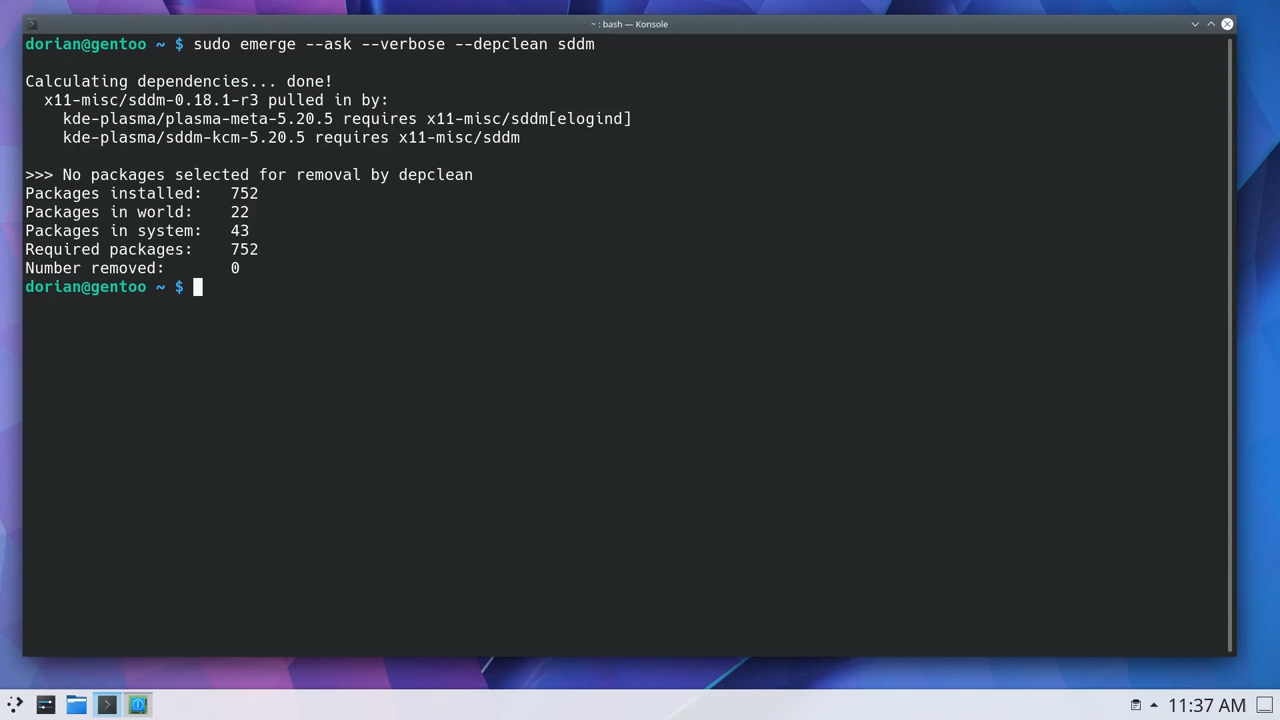 ~ : bash — Konsole
dorian@gentoo ~ $ sudo emerge --ask --verbose --depclean sddm
Calculating dependencies... done!
x11-misc/sddm-0.18.1-r3 pulled in by:
kde-plasma/plasma-meta-5.20.5 requires x11-misc/sddm[elogind]
kde-plasma/sddm-kcm-5.20.5 requires x11-misc/sddm
>>> No packages selected for removal by depclean
Packages installed: 752
Packages in world: 22
Packages in system: 43
Required packages: 752
Number removed: 0
dorian@gentoo ~ $
11:37 AM